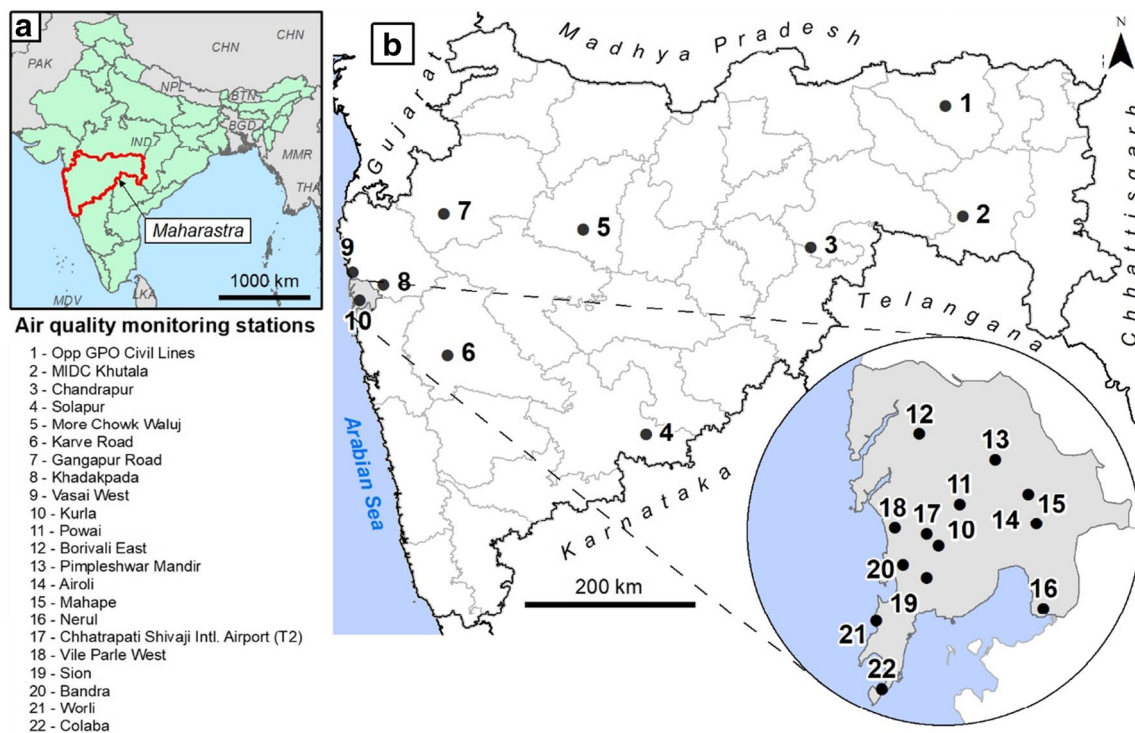 a
CHN
CHN
PAK
NPL
BTN
BGD
IND
MMR
THA
Maharastra
1000 km
MDV
LKA
Air quality monitoring stations
1 - Opp GPO Civil Lines
2 - MIDC Khutala
3 - Chandrapur
4 - Solapur
5 - More Chowk Waluj
6 - Karve Road
7 - Gangapur Road
8 - Khadakpada
9 - Vasai West
10 - Kurla
11 - Powai
12 - Borivali East
13 - Pimpleshwar Mandir
14 - Airoli
15 - Mahape
16 - Nerul
17 - Chhatrapati Shivaji Intl. Airport (T2)
18 - Vile Parle West
19 - Sion
20 - Bandra
21 - Worli
22 - Colaba
b
N
Madhya Pradesh
Gujarat
Chhattisgarh
Telangana
Karnataka
Arabian Sea
1
2
3
4
5
6
7
8
9
10
200 km
12
13
11
15
14
18
17
10
20
19
16
21
22